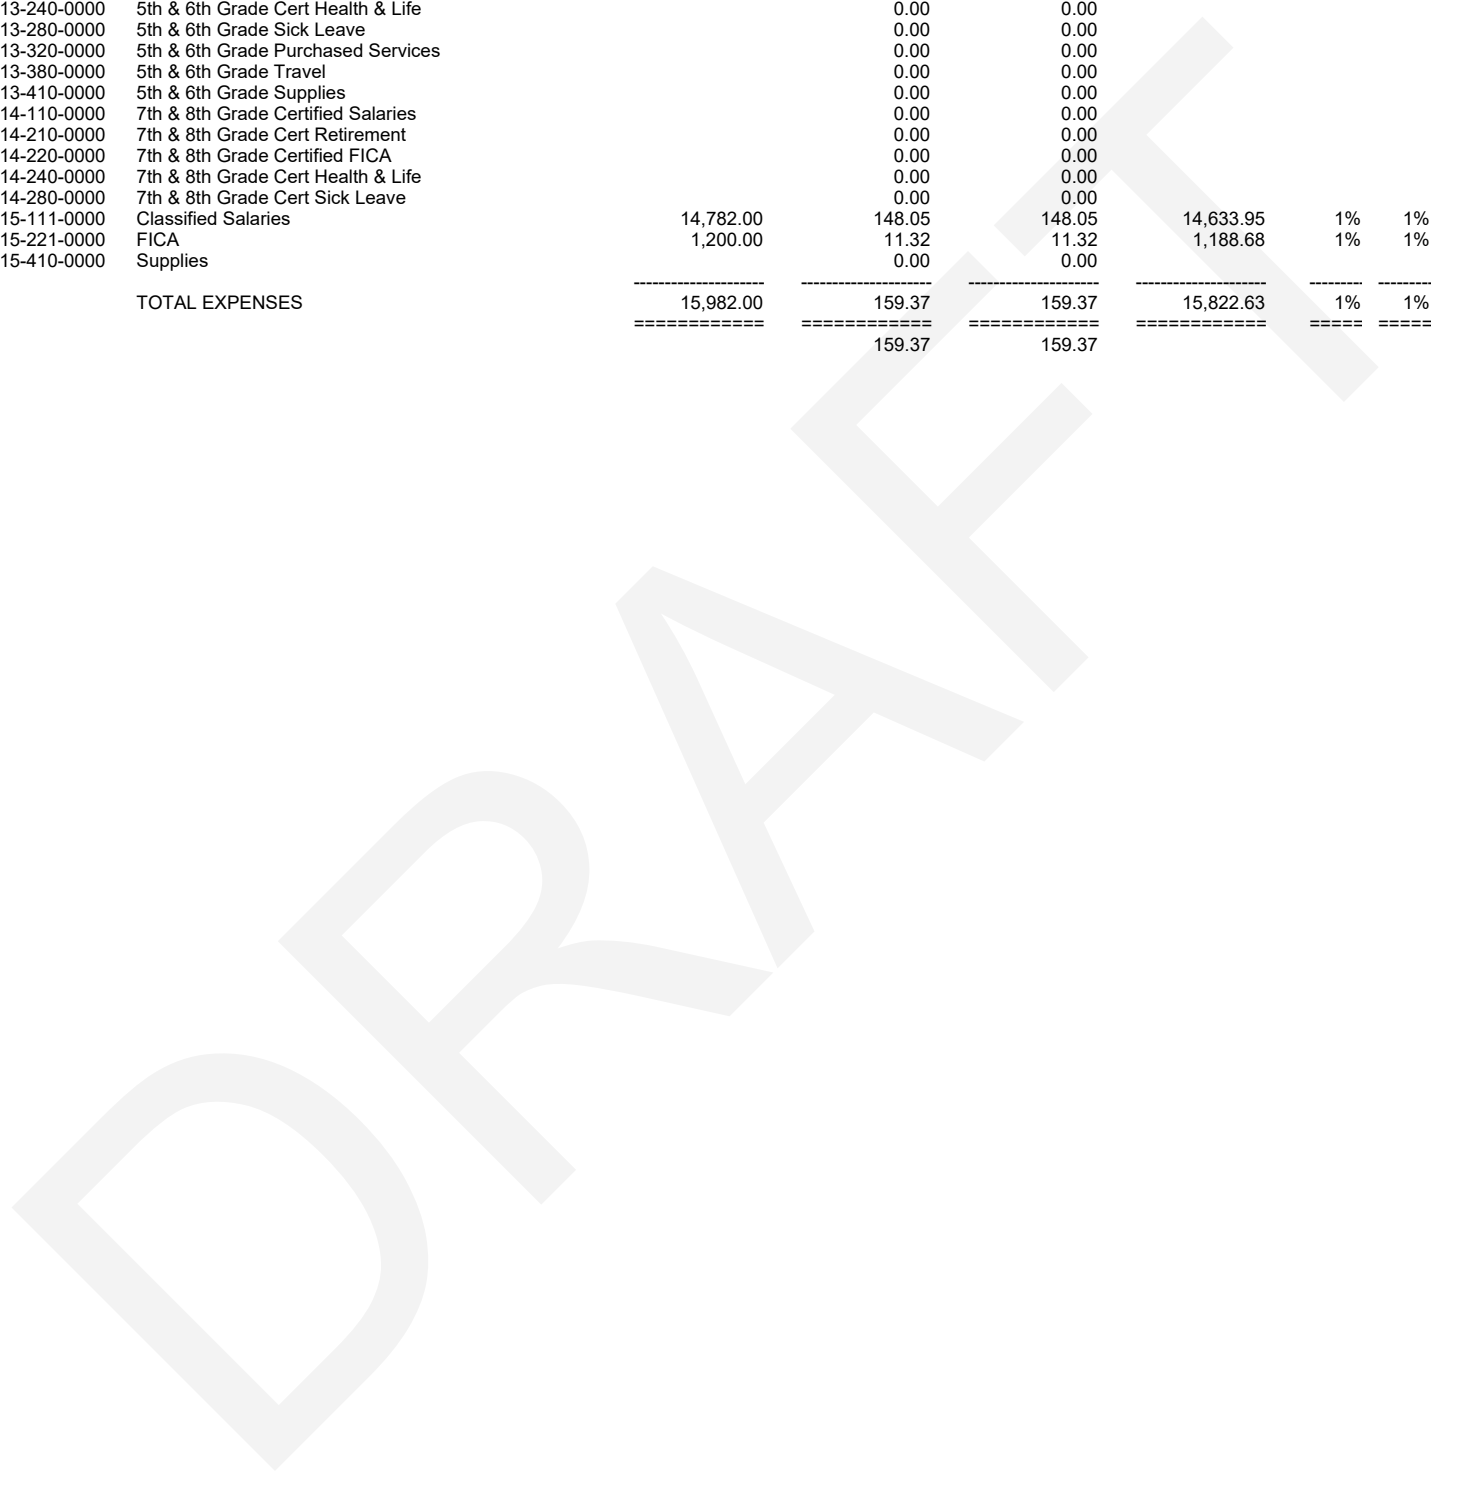 13-240-0000 5th & 6th Grade Cert Health & Life 0.00 0.00
13-280-0000 5th & 6th Grade Sick Leave 0.00 0.00
13-320-0000 5th & 6th Grade Purchased Services 0.00 0.00
13-380-0000 5th & 6th Grade Travel 0.00 0.00
13-410-0000 5th & 6th Grade Supplies 0.00 0.00
14-110-0000 7th & 8th Grade Certified Salaries 0.00 0.00
14-210-0000 7th & 8th Grade Cert Retirement 0.00 0.00
14-220-0000 7th & 8th Grade Certified FICA 0.00 0.00
14-240-0000 7th & 8th Grade Cert Health & Life 0.00 0.00
14-280-0000 7th & 8th Grade Cert Sick Leave 0.00 0.00
15-111-0000 Classified Salaries 14,782.00 148.05 148.05 14,633.95 1% 1%
15-221-0000 FICA 1,200.00 11.32 11.32 1,188.68 1% 1%
15-410-0000 Supplies 0.00 0.00
--------------------- --------------------- --------------------- --------------------- --------- ---------
TOTAL EXPENSES 15,982.00 159.37 159.37 15,822.63 1% 1%
============ ============ ============ ============ ===== =====
159.37 159.37
DRAFT